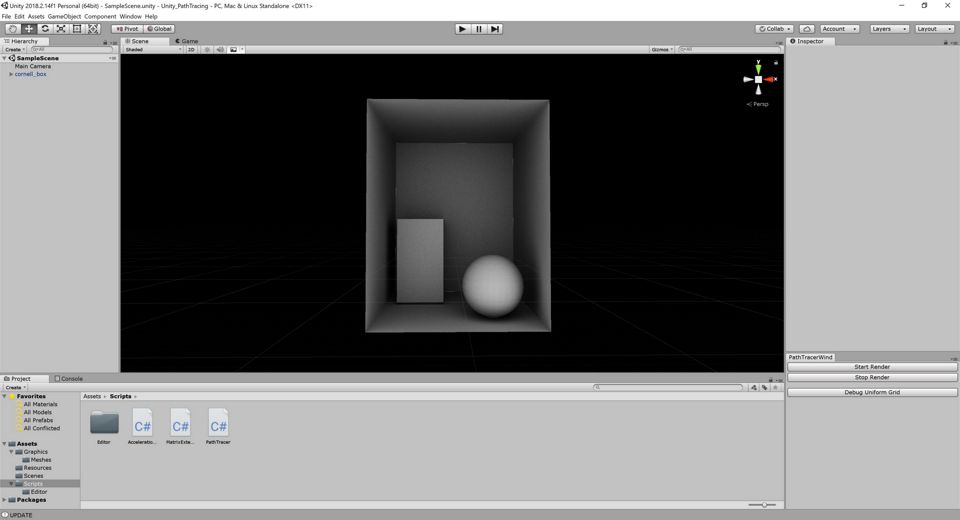 Unity 2018.2.14f1 Personal (64bit) - SampleScene.unity - Unity_PathTracing - PC, Mac & Linux Standalone <DX11>
File Edit Assets GameObject Component Window Help
Pivot Global Collab Account Layers Layout
Hierarchy Scene Game Inspector
Create All Shaded 2D Gizmos All
SampleScene
Main Camera
cornell_box
y
x
Persp
PathTracerWind
Start Render
Stop Render
Debug Uniform Grid
Project Console
Create
Favorites
All Materials
All Models
All Prefabs
All Conflicted
Assets
Graphics
Meshes
Resources
Scenes
Scripts
Editor
Packages
Assets Scripts
C# C# C#
Editor Acceleratio... MatrixExte... PathTracer
UPDATE